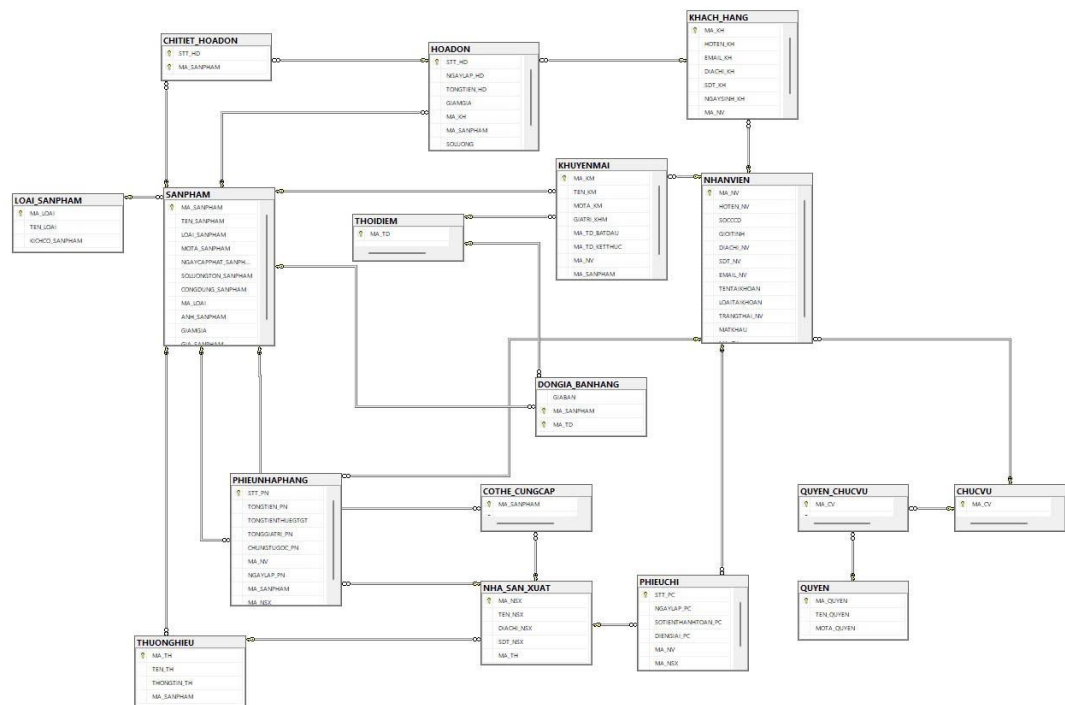 KHACH_HANG
MA_KH
HOTEN_KH
EMAIL_KH
DIACHI_KH
SDT_KH
NGAYSINH_KH
MA_NV
CHITIET_HOADON
STT_HD
MA_SANPHAM
HOADON
STT_HD
NGAYLAP_HD
TONGTIEN_HD
GIAMGIA
MA_KH
MA_SANPHAM
SOLUONG
KHUYENMAI
MA_KM
TEN_KM
MOTA_KM
GIATRI_KHM
MA_TD_BATDAU
MA_TD_KETTHUC
MA_NV
MA_SANPHAM
NHANVIEN
MA_NV
HOTEN_NV
SOCCCD
GIOITINH
DIACHI_NV
SDT_NV
EMAIL_NV
TENTAIKHOAN
LOAITAIKHOAN
TRANGTHAI_NV
MATKHAU
LOAI_SANPHAM
MA_LOAI
TEN_LOAI
KICHCO_SANPHAM
SANPHAM
MA_SANPHAM
TEN_SANPHAM
LOAI_SANPHAM
MOTA_SANPHAM
NGAYCAPPHAT_SANPH...
SOLUONGTON_SANPHAM
CONGDUNG_SANPHAM
MA_LOAI
ANH_SANPHAM
GIAMGIA
GIA_SANPHAM
THOIDIEM
MA_TD
DONGIA_BANHANG
GIABAN
MA_SANPHAM
MA_TD
PHIEUNHAPHANG
STT_PN
TONGTIEN_PN
TONGTIENTHUEGTGT
TONGGIATRI_PN
CHUNGTUGOC_PN
MA_NV
NGAYLAP_PN
MA_SANPHAM
MA_NSX
COTHE_CUNGCAP
MA_SANPHAM
QUYEN_CHUCVU
MA_CV
CHUCVU
MA_CV
NHA_SAN_XUAT
MA_NSX
TEN_NSX
DIACHI_NSX
SDT_NSX
MA_TH
PHIEUCHI
STT_PC
NGAYLAP_PC
SOTIENTHANHTOAN_PC
DIENGIAI_PC
MA_NV
MA_NSX
QUYEN
MA_QUYEN
TEN_QUYEN
MOTA_QUYEN
THUONGHIEU
MA_TH
TEN_TH
THONGTIN_TH
MA_SANPHAM